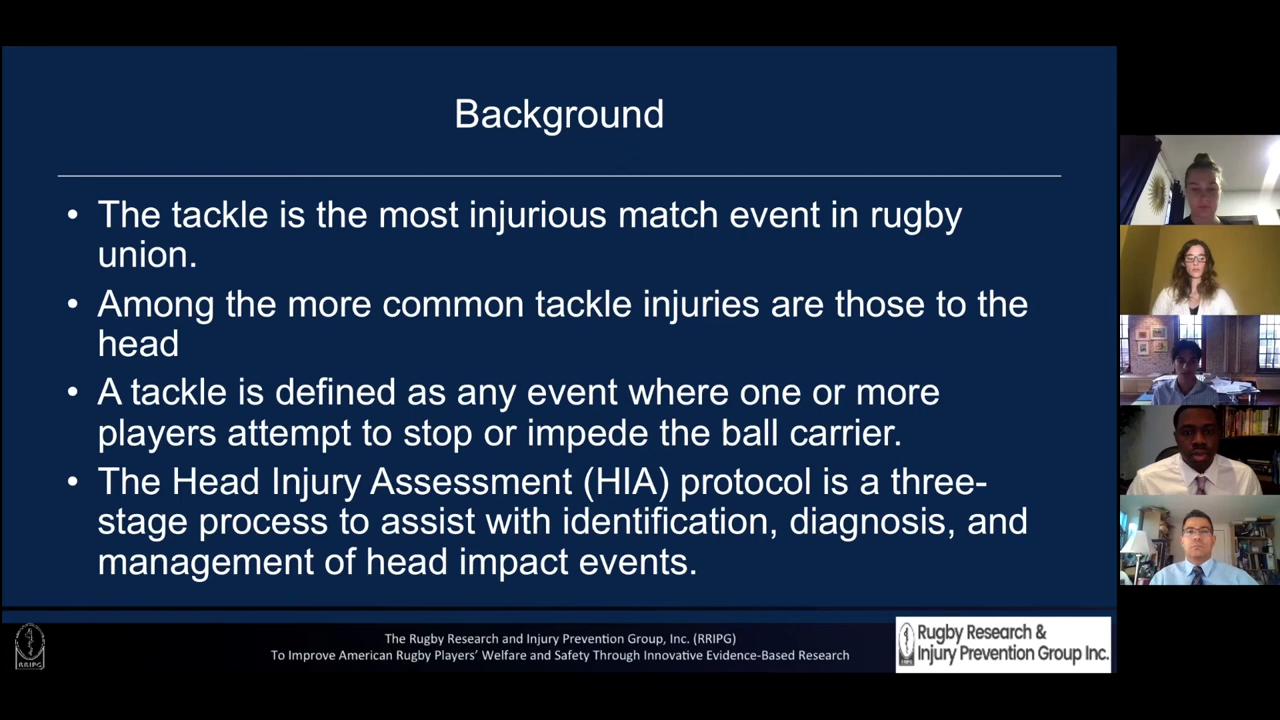 Background
• The tackle is the most injurious match event in rugby
union.
• Among the more common tackle injuries are those to the
head
• A tackle is defined as any event where one or more
players attempt to stop or impede the ball carrier.
• The Head Injury Assessment (HIA) protocol is a three-
stage process to assist with identification, diagnosis, and
management of head impact events.
RRIPG
The Rugby Research and Injury Prevention Group, Inc. (RRIPG)
To Improve American Rugby Players' Welfare and Safety Through Innovative Evidence-Based Research
Rugby Research &
Injury Prevention Group Inc.